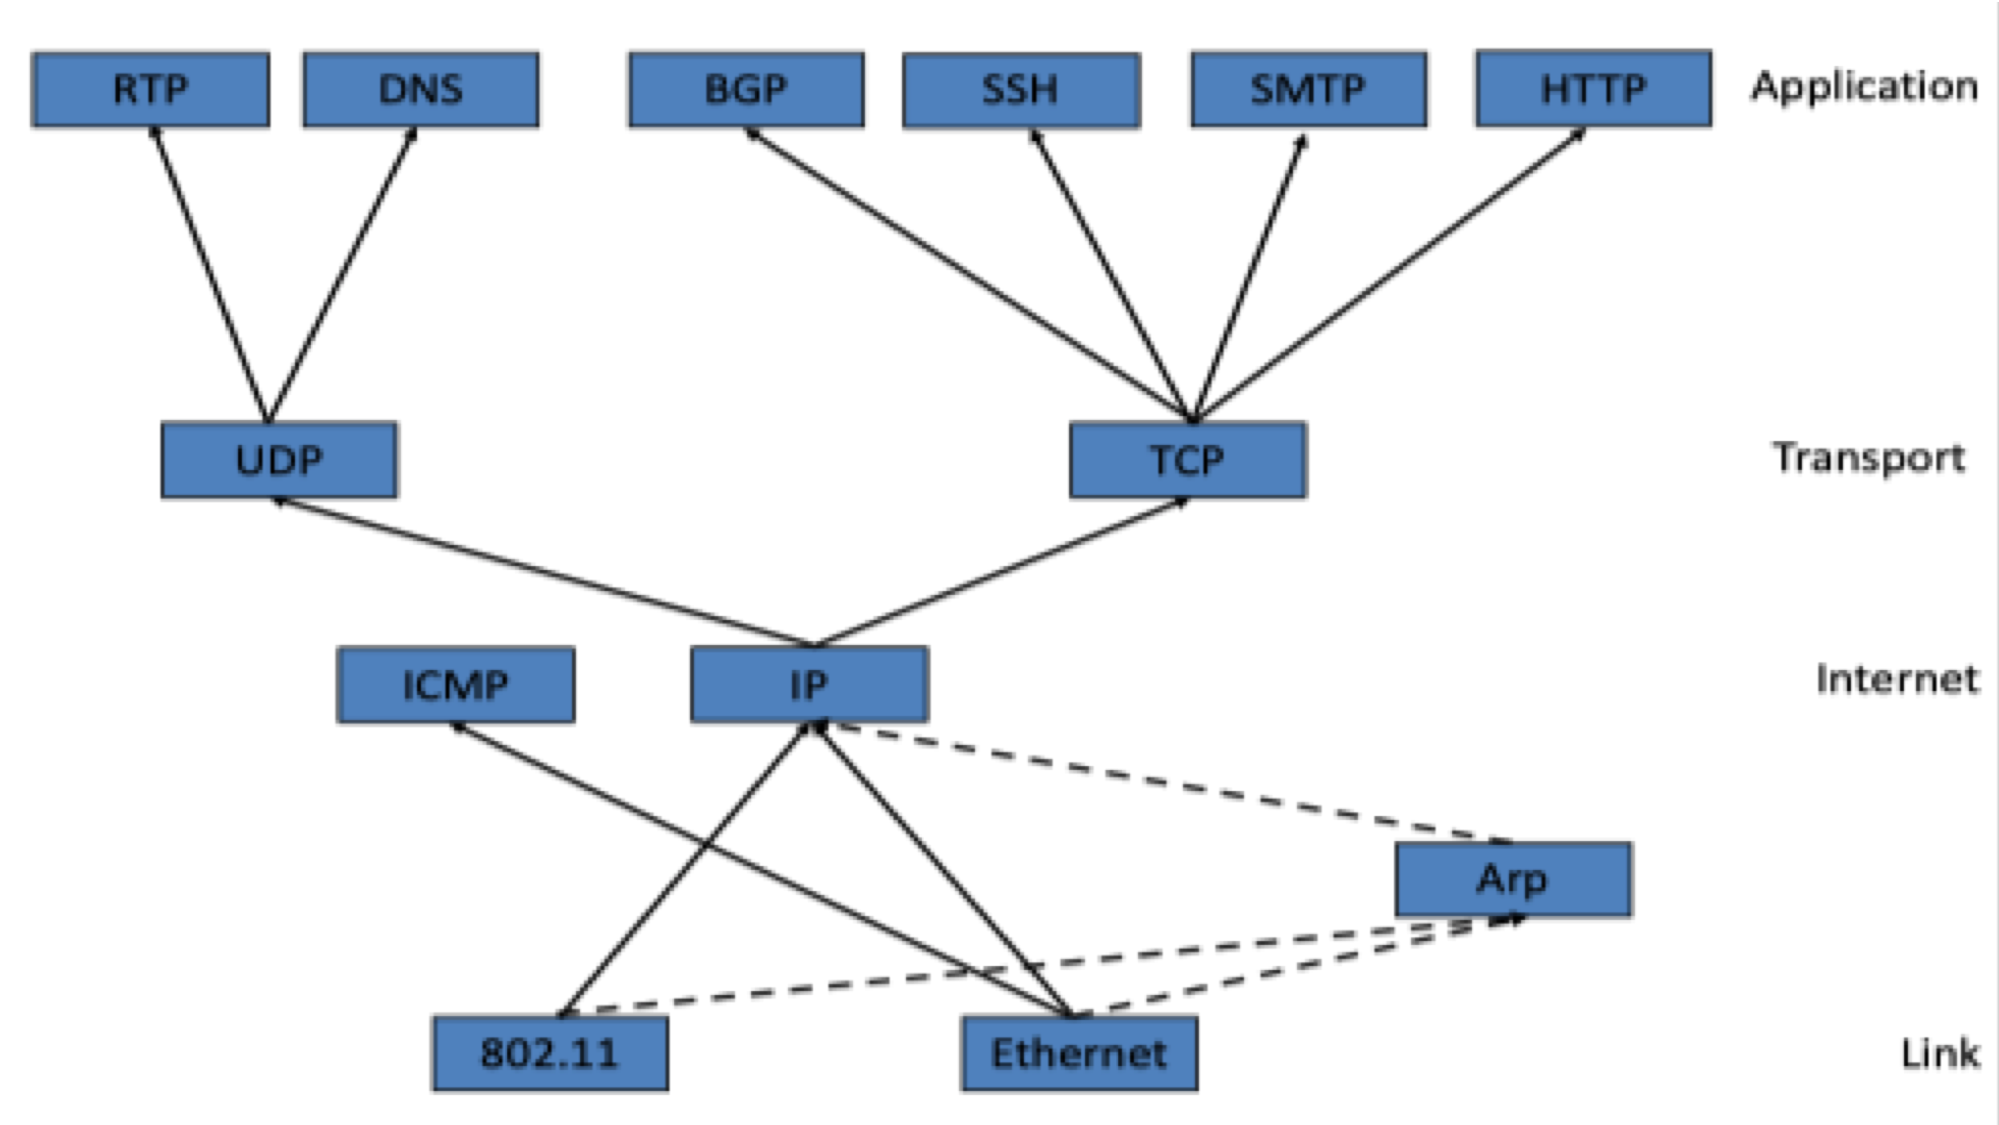 RTP DNS BGP SSH SMTP HTTP Application
UDP TCP Transport
ICMP IP Internet
Arp
802.11 Ethernet Link